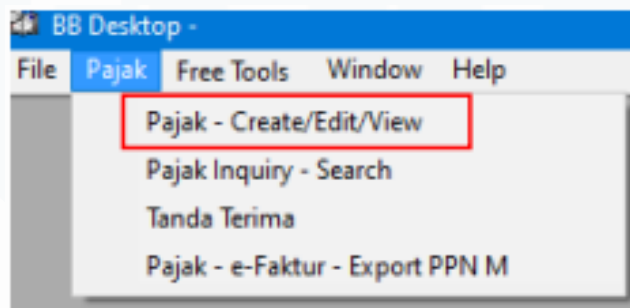 BB Desktop -
File Pajak Free Tools Window Help
Pajak - Create/Edit/View
Pajak Inquiry - Search
Tanda Terima
Pajak - e-Faktur - Export PPN M